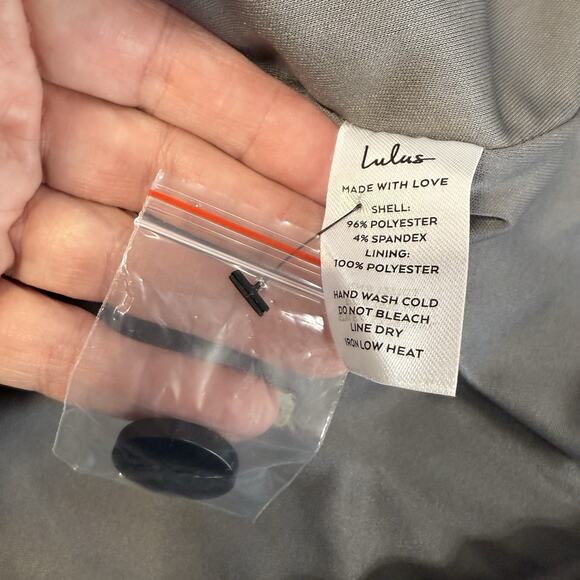 Lulus
MADE WITH LOVE
SHELL:
96% POLYESTER
4% SPANDEX
LINING:
100% POLYESTER
HAND WASH COLD
DO NOT BLEACH
LINE DRY
IRON LOW HEAT